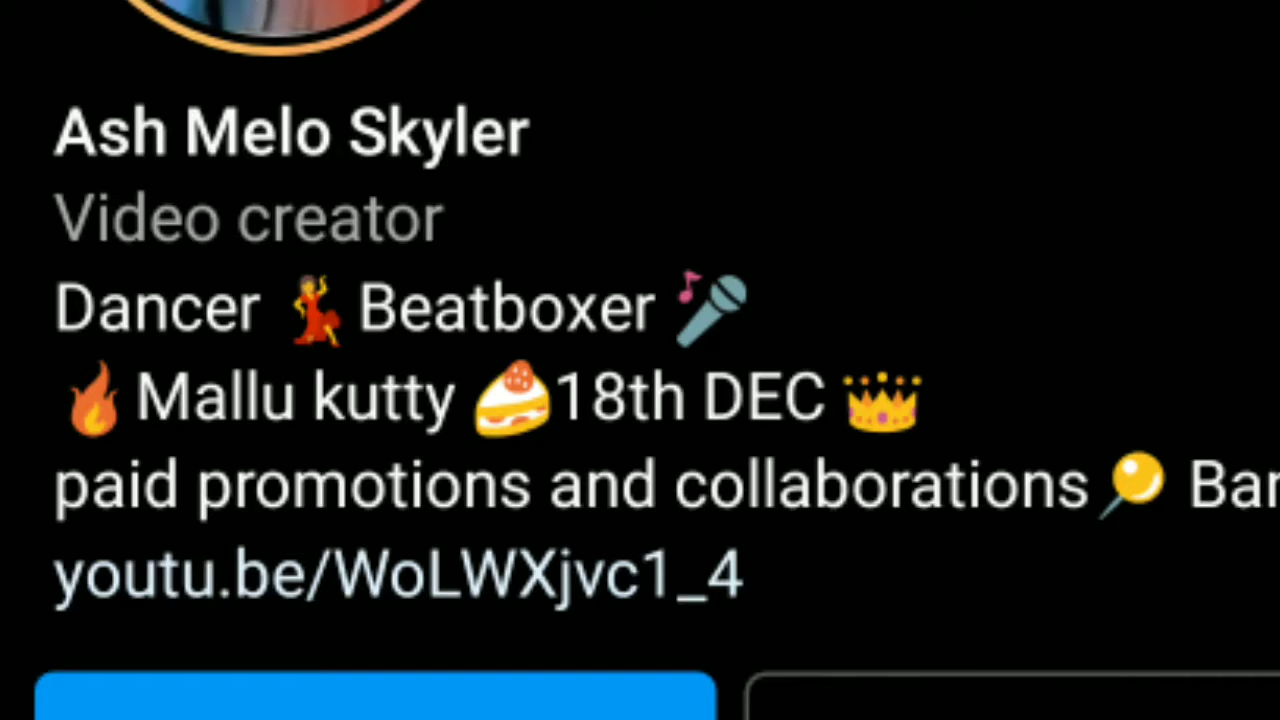 Ash Melo Skyler
Video creator
Dancer 💃 Beatboxer 🎤
🔥 Mallu kutty 🍰18th DEC 👑
paid promotions and collaborations📍
youtu.be/WoLWXjvc1_4